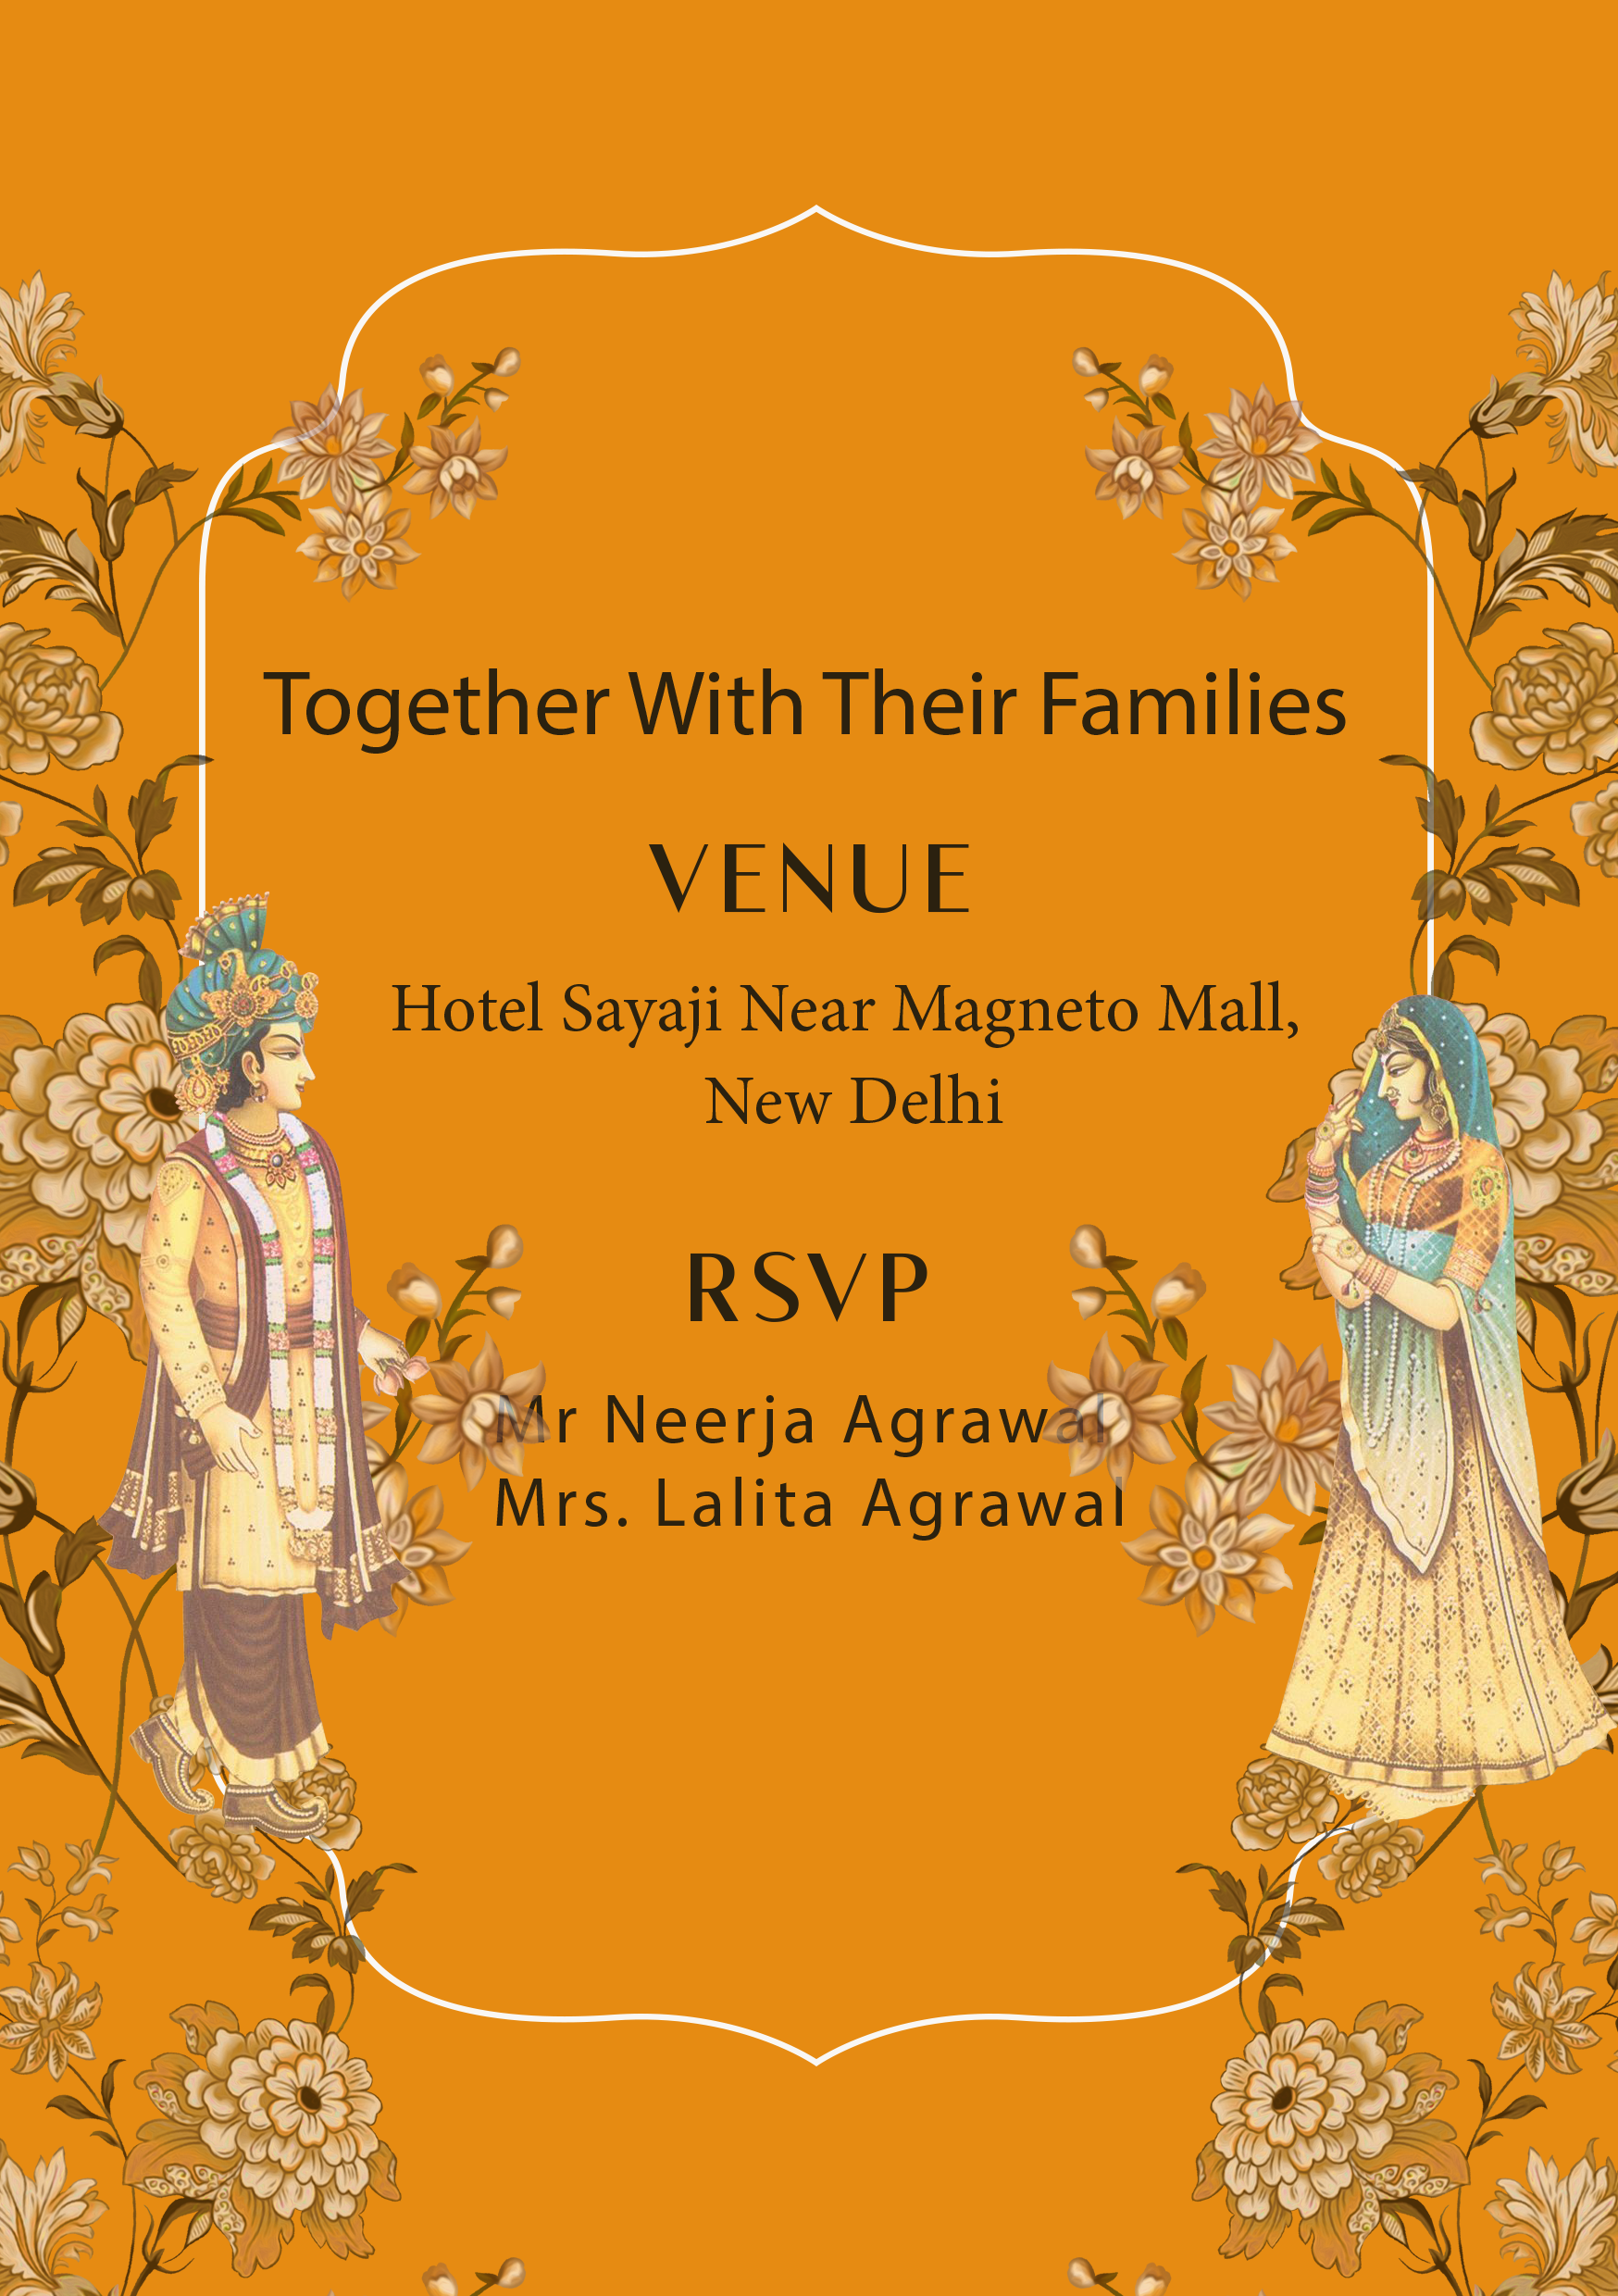 Together With Their Families
VENUE
Hotel Sayaji Near Magneto Mall,
New Delhi
RSVP
Mr Neerja Agrawal
Mrs. Lalita Agrawal